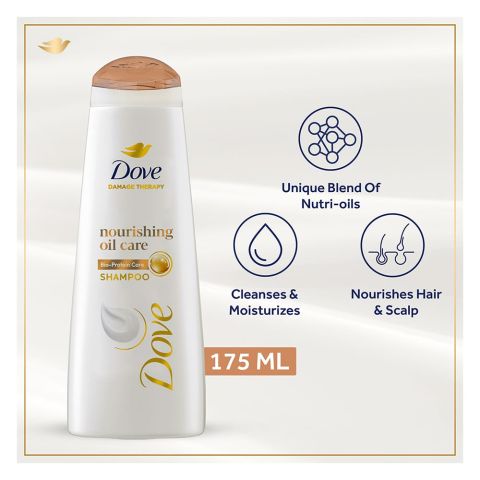 Dove
DAMAGE THERAPY
nourishing
oil care
Bio-Protein Care
SHAMPOO
Dove
175 ML
Unique Blend Of
Nutri-oils
Cleanses &
Moisturizes
Nourishes Hair
& Scalp